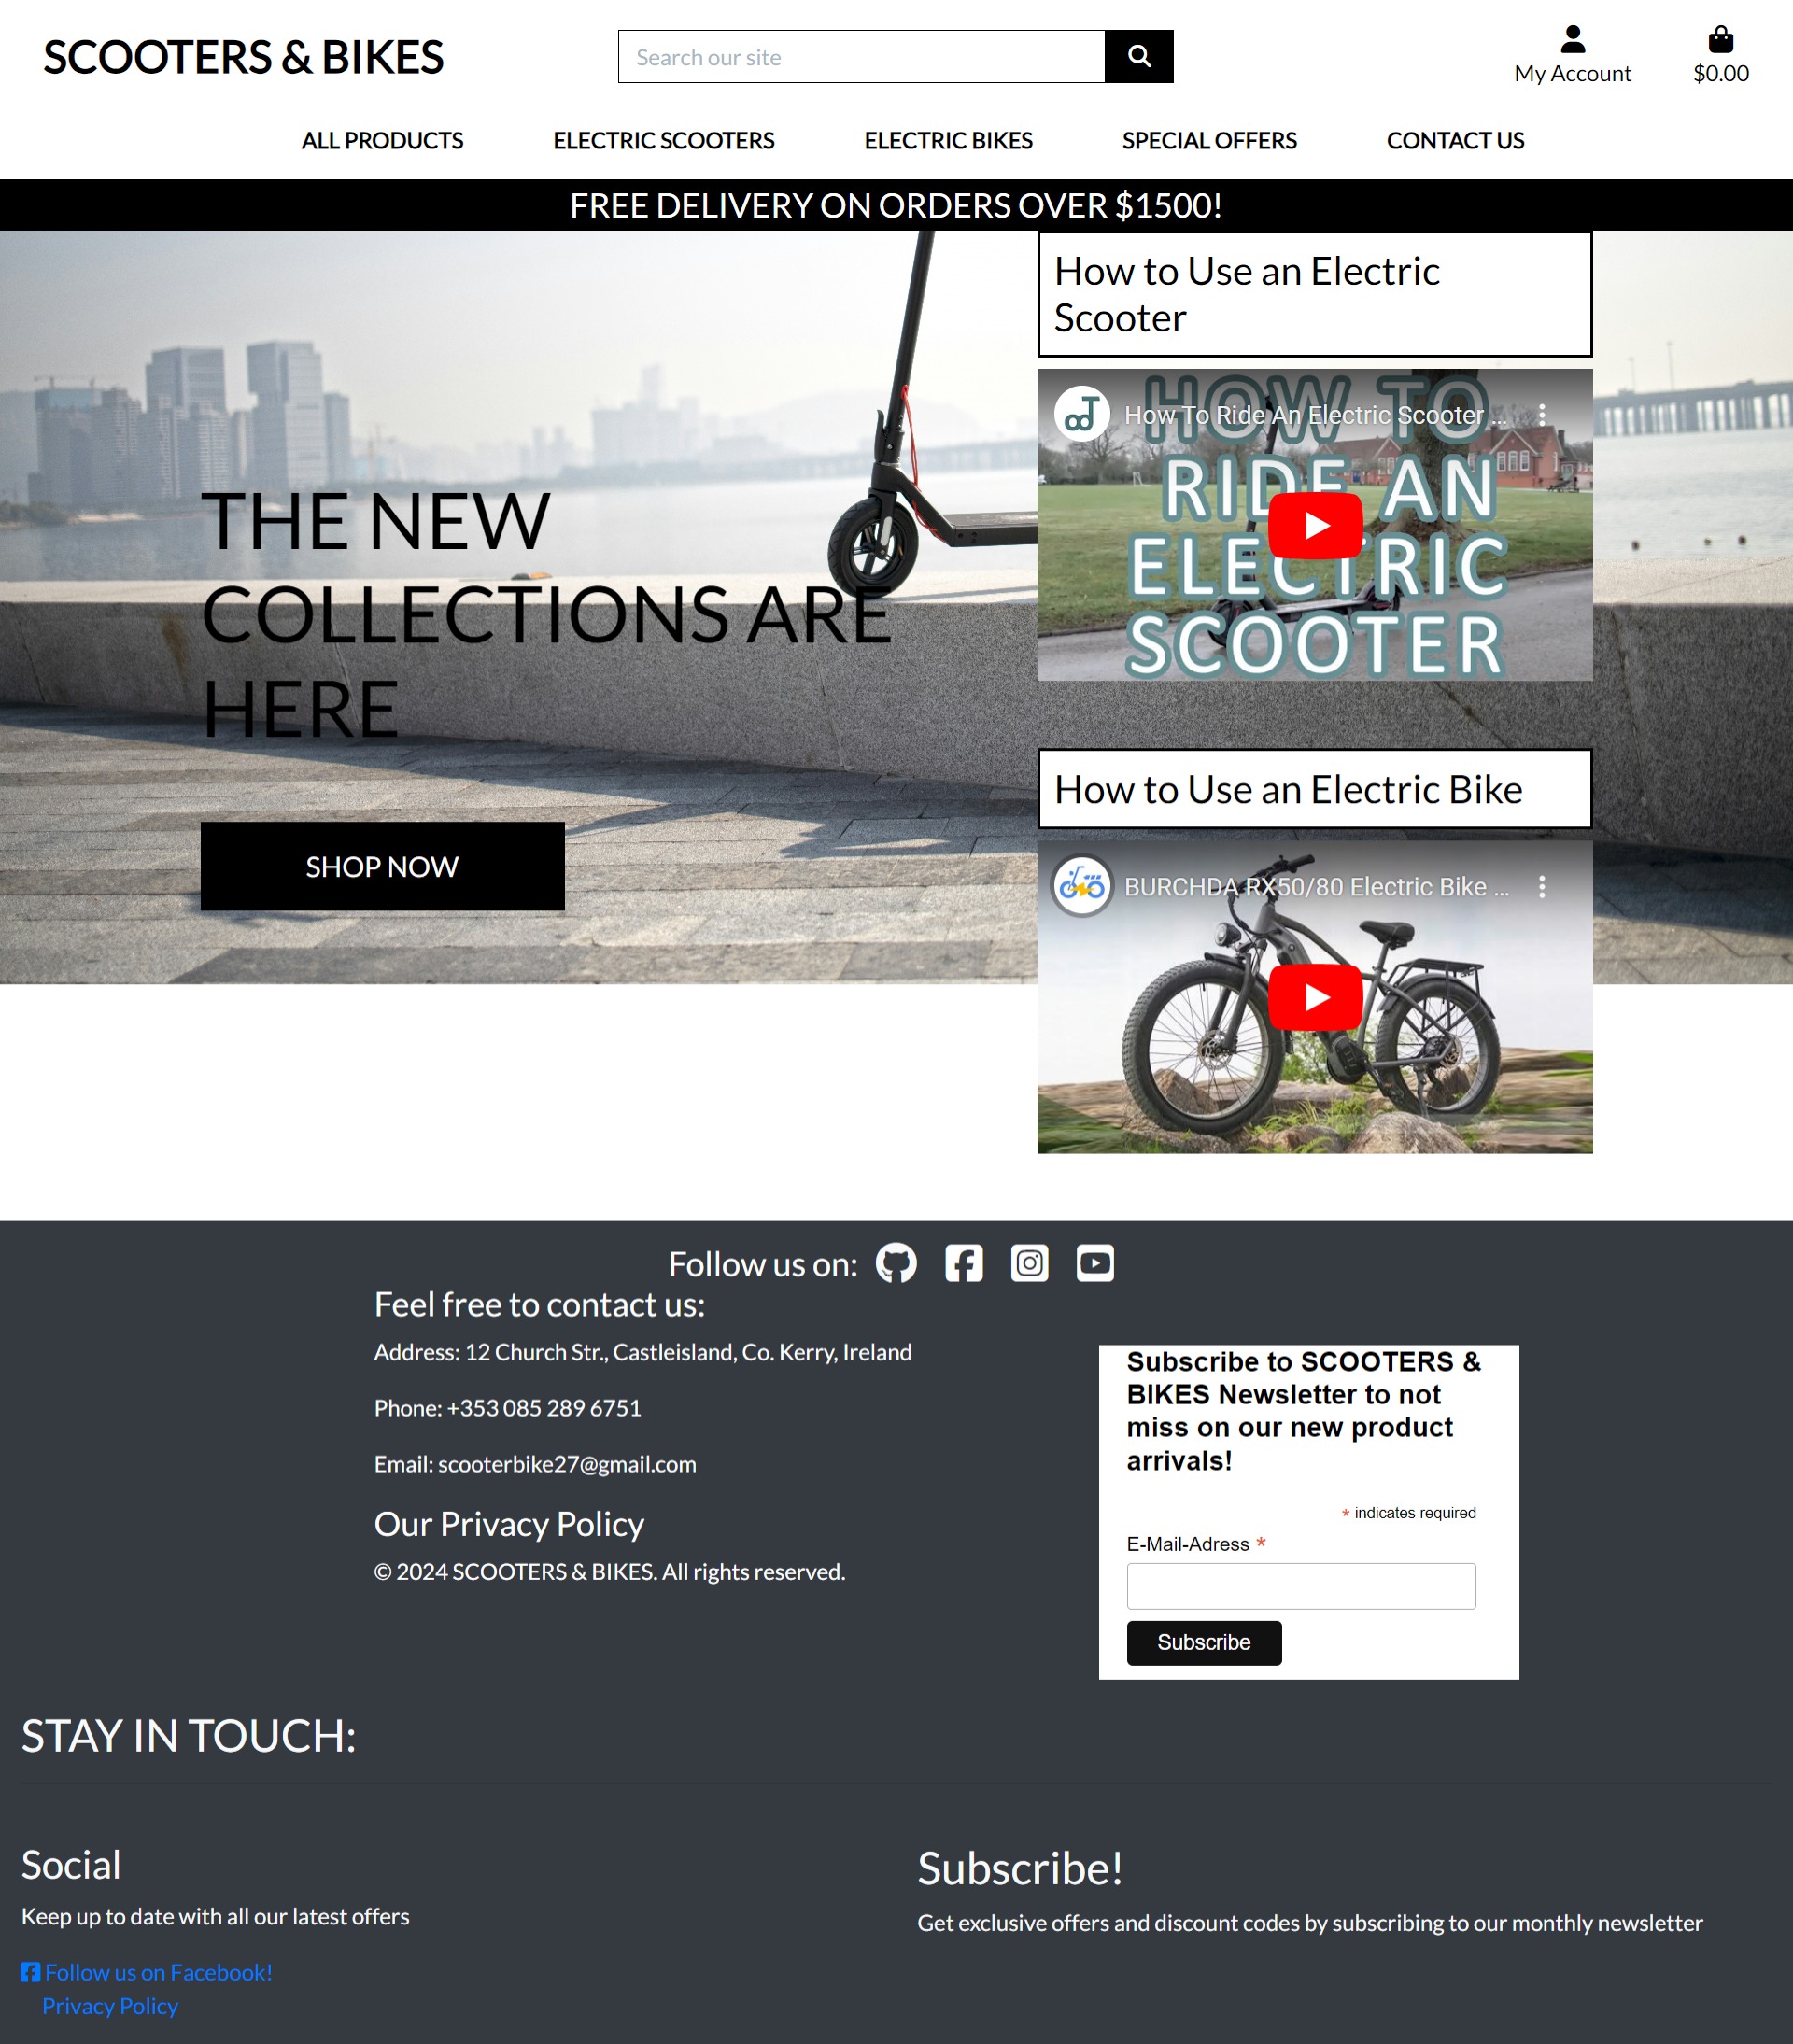 SCOOTERS & BIKES
Search our site
My Account
$0.00
ALL PRODUCTS
ELECTRIC SCOOTERS
ELECTRIC BIKES
SPECIAL OFFERS
CONTACT US
FREE DELIVERY ON ORDERS OVER $1500!
THE NEW
COLLECTIONS ARE
HERE
SHOP NOW
How to Use an Electric
Scooter
How To Ride An Electric Scooter ...
HOW TO
RIDE AN
ELECTRIC
SCOOTER
How to Use an Electric Bike
BURCHDA RX50/80 Electric Bike ...
Follow us on:
Feel free to contact us:
Address: 12 Church Str., Castleisland, Co. Kerry, Ireland
Phone: +353 085 289 6751
Email: scooterbike27@gmail.com
Our Privacy Policy
© 2024 SCOOTERS & BIKES. All rights reserved.
Subscribe to SCOOTERS &
BIKES Newsletter to not
miss on our new product
arrivals!
* indicates required
E-Mail-Adress *
Subscribe
STAY IN TOUCH:
Social
Keep up to date with all our latest offers
Follow us on Facebook!
Privacy Policy
Subscribe!
Get exclusive offers and discount codes by subscribing to our monthly newsletter